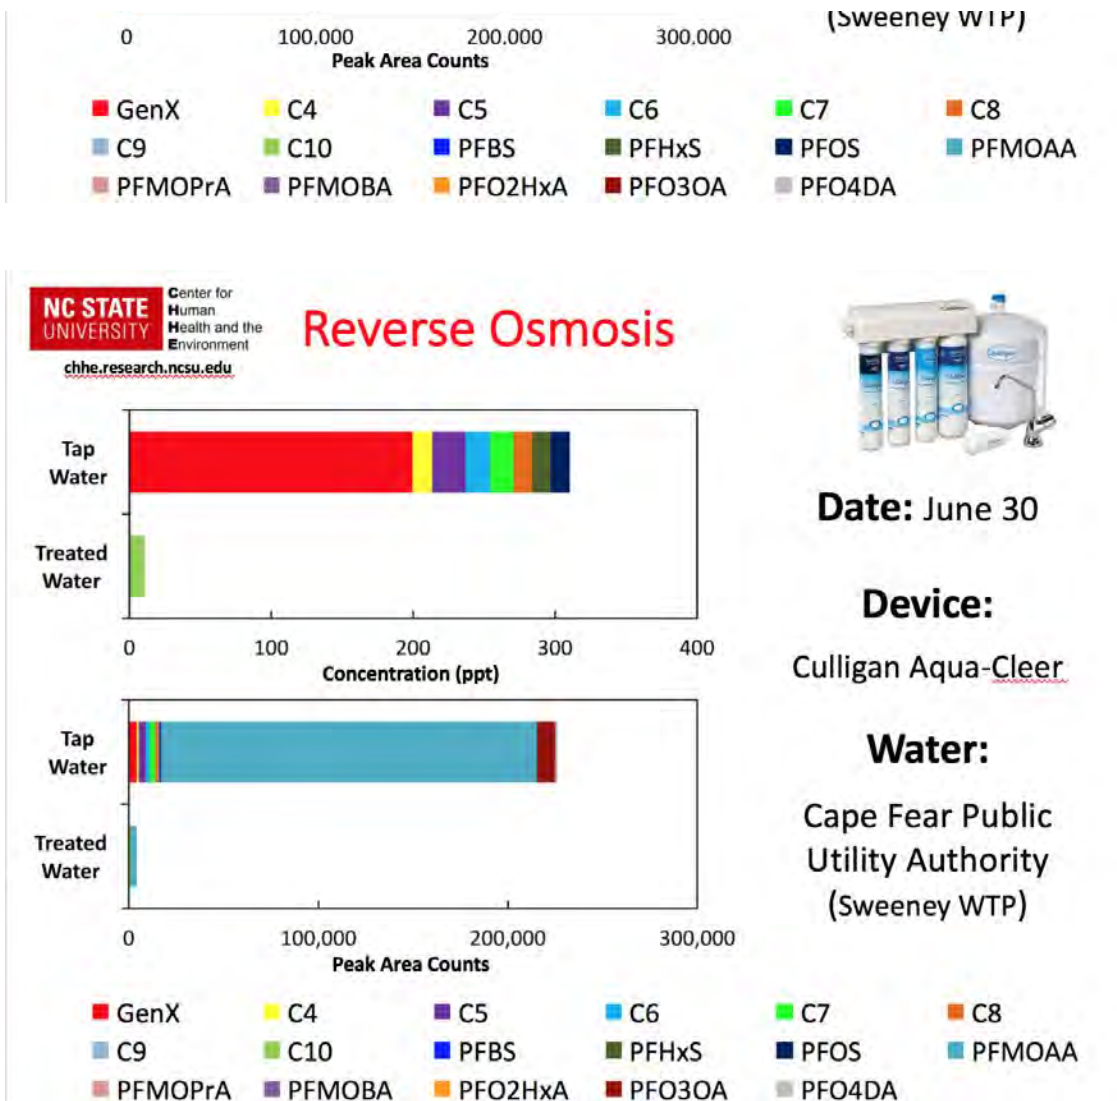 (Sweeney WTP)
0 100,000 200,000 300,000
Peak Area Counts
GenX C4 C5 C6 C7 C8
C9 C10 PFBS PFHxS PFOS PFMOAA
PFMOPrA PFMOBA PFO2HxA PFO3OA PFO4DA
NC STATE
UNIVERSITY
Center for
Human
Health and the
Environment
chhe.research.ncsu.edu
Reverse Osmosis
Tap
Water
Treated
Water
0 100 200 300 400
Concentration (ppt)
Tap
Water
Treated
Water
0 100,000 200,000 300,000
Peak Area Counts
Date: June 30
Device:
Culligan Aqua-Cleer
Water:
Cape Fear Public
Utility Authority
(Sweeney WTP)
GenX C4 C5 C6 C7 C8
C9 C10 PFBS PFHxS PFOS PFMOAA
PFMOPrA PFMOBA PFO2HxA PFO3OA PFO4DA